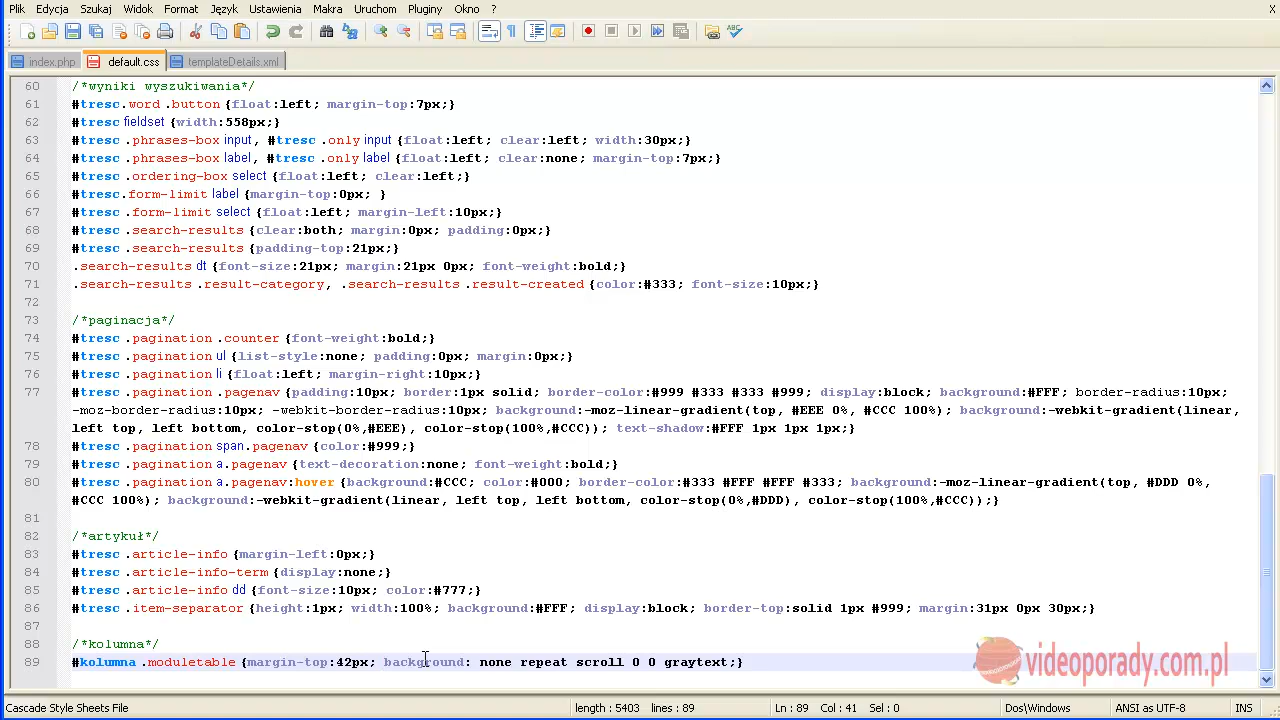 Plik Edycja Szukaj Widok Format Język Ustawienia Makra Uruchom Pluginy Okno ? X
index.php default.css templateDetails.xml
60 /*wyniki wyszukiwania*/
61 #tresc.word .button {float:left; margin-top:7px;}
62 #tresc fieldset {width:558px;}
63 #tresc .phrases-box input, #tresc .only input {float:left; clear:left; width:30px;}
64 #tresc .phrases-box label, #tresc .only label {float:left; clear:none; margin-top:7px;}
65 #tresc .ordering-box select {float:left; clear:left;}
66 #tresc.form-limit label {margin-top:0px; }
67 #tresc .form-limit select {float:left; margin-left:10px;}
68 #tresc .search-results {clear:both; margin:0px; padding:0px;}
69 #tresc .search-results {padding-top:21px;}
70 .search-results dt {font-size:21px; margin:21px 0px; font-weight:bold;}
71 .search-results .result-category, .search-results .result-created {color:#333; font-size:10px;}
72
73 /*paginacja*/
74 #tresc .pagination .counter {font-weight:bold;}
75 #tresc .pagination ul {list-style:none; padding:0px; margin:0px;}
76 #tresc .pagination li {float:left; margin-right:10px;}
77 #tresc .pagination .pagenav {padding:10px; border:1px solid; border-color:#999 #333 #333 #999; display:block; background:#FFF; border-radius:10px;
-moz-border-radius:10px; -webkit-border-radius:10px; background:-moz-linear-gradient(top, #EEE 0%, #CCC 100%); background:-webkit-gradient(linear,
left top, left bottom, color-stop(0%,#EEE), color-stop(100%,#CCC)); text-shadow:#FFF 1px 1px 1px;}
78 #tresc .pagination span.pagenav {color:#999;}
79 #tresc .pagination a.pagenav {text-decoration:none; font-weight:bold;}
80 #tresc .pagination a.pagenav:hover {background:#CCC; color:#000; border-color:#333 #FFF #FFF #333; background:-moz-linear-gradient(top, #DDD 0%,
#CCC 100%); background:-webkit-gradient(linear, left top, left bottom, color-stop(0%,#DDD), color-stop(100%,#CCC));}
81
82 /*artykuł*/
83 #tresc .article-info {margin-left:0px;}
84 #tresc .article-info-term {display:none;}
85 #tresc .article-info dd {font-size:10px; color:#777;}
86 #tresc .item-separator {height:1px; width:100%; background:#FFF; display:block; border-top:solid 1px #999; margin:31px 0px 30px;}
87
88 /*kolumna*/
89 #kolumna .moduletable {margin-top:42px; background: none repeat scroll 0 0 graytext;}
videoporady.com.pl
Cascade Style Sheets File length : 5403 lines : 89 Ln : 89 Col : 41 Sel : 0 Dos\Windows ANSI as UTF-8 INS